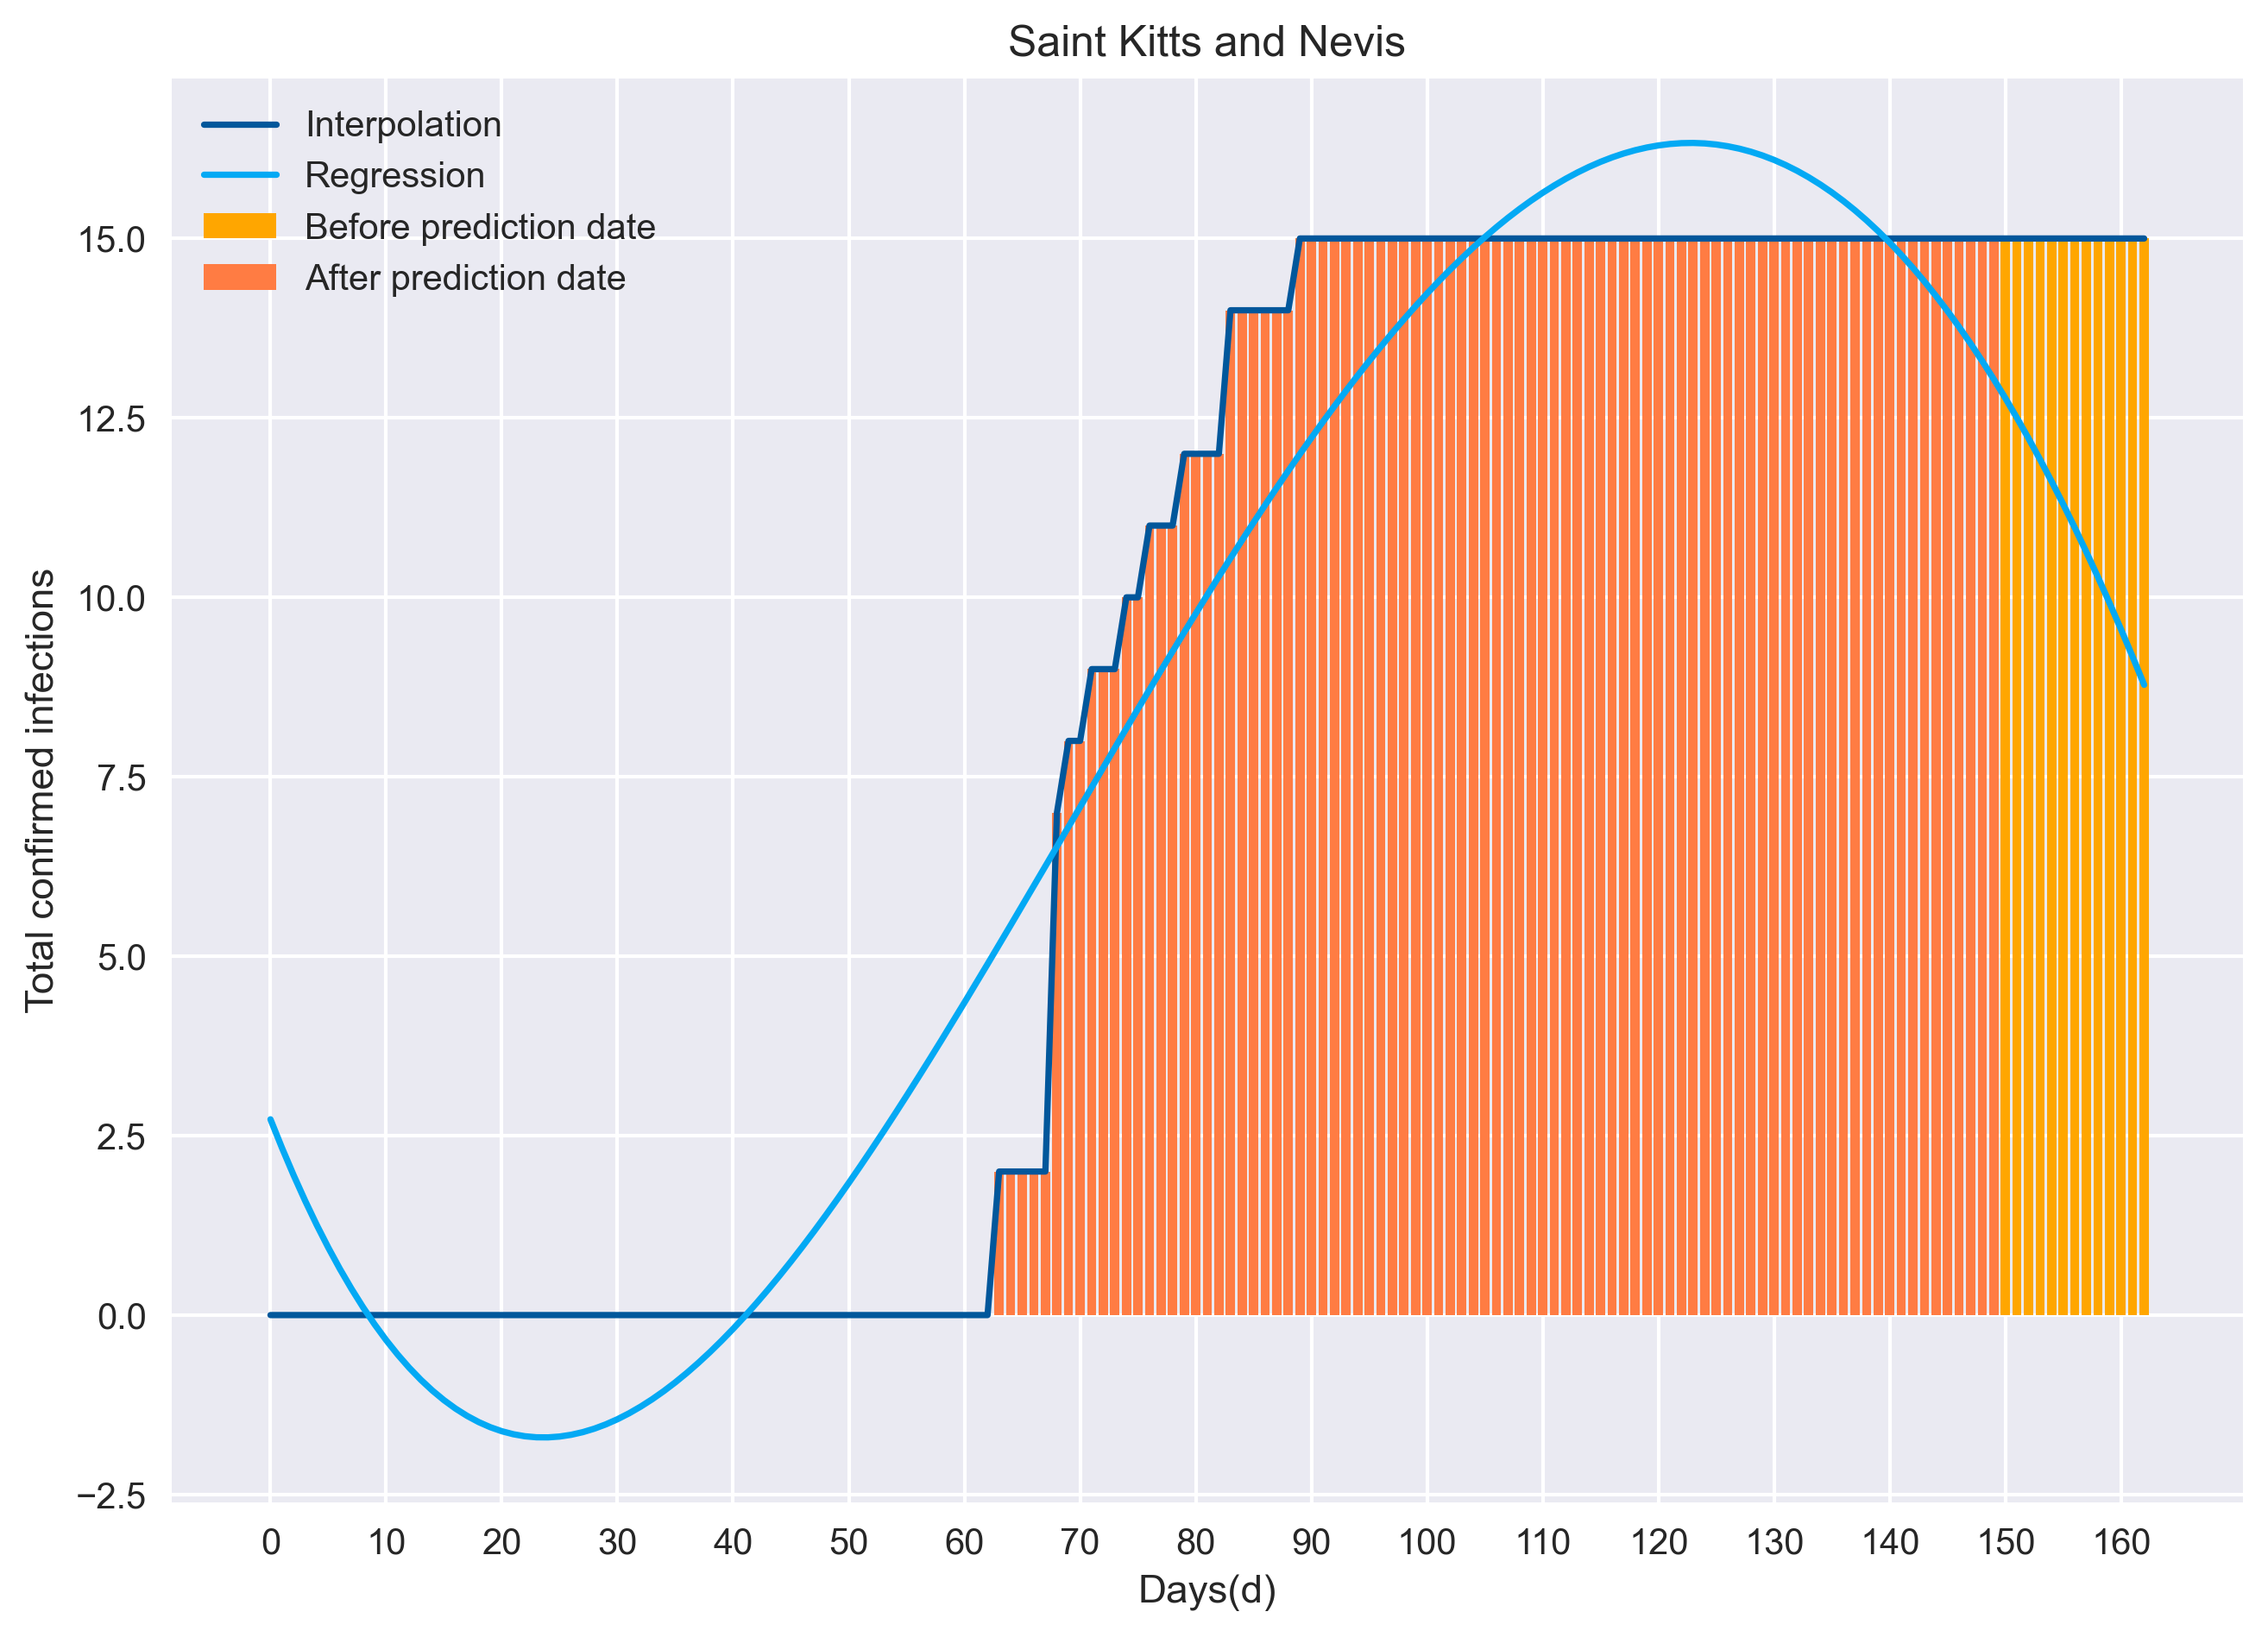 Saint Kitts and Nevis
Interpolation
Regression
Before prediction date
After prediction date
Total confirmed infections
15.0
12.5
10.0
7.5
5.0
2.5
0.0
−2.5
0 10 20 30 40 50 60 70 80 90 100 110 120 130 140 150 160
Days(d)